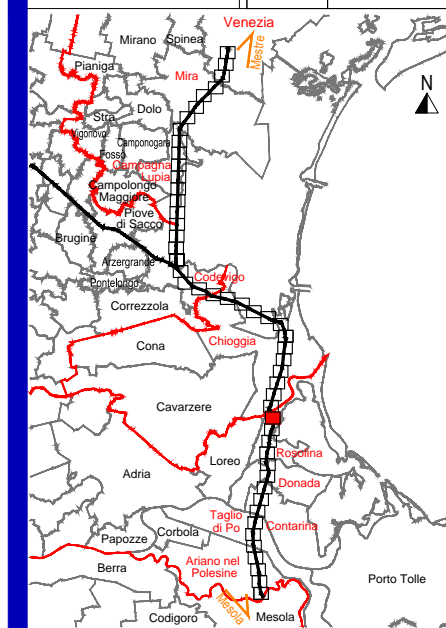 Venezia
Mirano
Spinea
Mestre
Pianiga
Mira
N
Dolo
Stra
Vigonovo
Camponogara
Fossò
Campagna
Lupia
Campolongo
Maggiore
Piove
di Sacco
Brugine
Arzergrande
Codevigo
Pontelongo
Correzzola
Chioggia
Cona
Cavarzere
Rosolina
Loreo
Adria
Donada
Taglio
di Po
Contarina
Corbola
Papozze
Ariano nel
Polesine
Berra
Porto Tolle
Mesola
Mesola
Codigoro